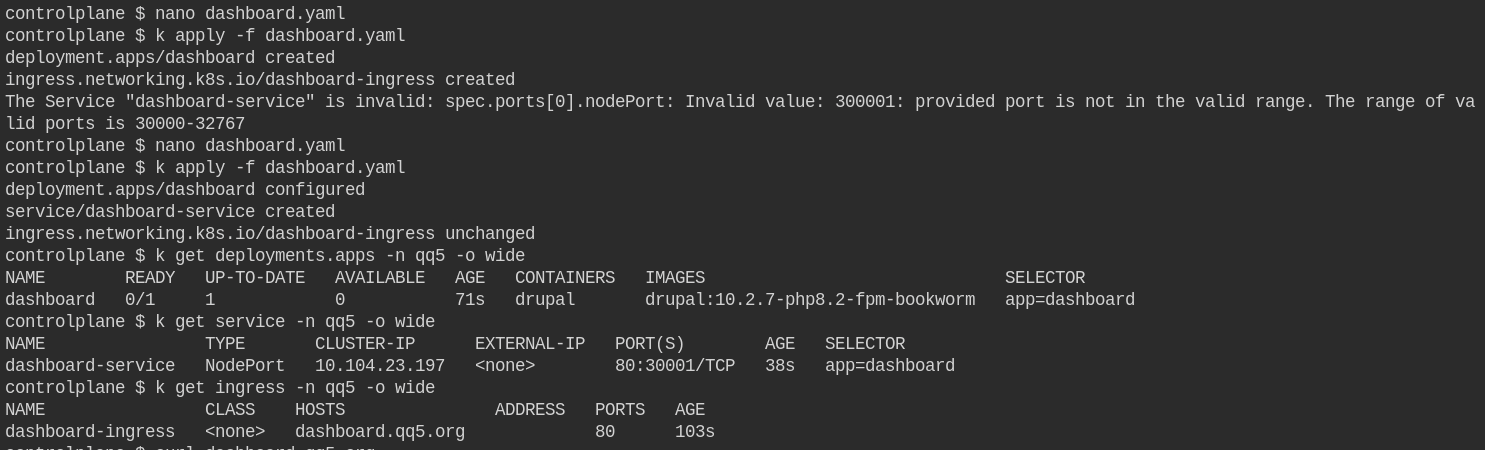 controlplane $ nano dashboard.yaml
controlplane $ k apply -f dashboard.yaml
deployment.apps/dashboard created
ingress.networking.k8s.io/dashboard-ingress created
The Service "dashboard-service" is invalid: spec.ports[0].nodePort: Invalid value: 300001: provided port is not in the valid range. The range of va
lid ports is 30000-32767
controlplane $ nano dashboard.yaml
controlplane $ k apply -f dashboard.yaml
deployment.apps/dashboard configured
service/dashboard-service created
ingress.networking.k8s.io/dashboard-ingress unchanged
controlplane $ k get deployments.apps -n qq5 -o wide
NAME        READY   UP-TO-DATE   AVAILABLE   AGE   CONTAINERS   IMAGES                              SELECTOR
dashboard   0/1     1            0           71s   drupal       drupal:10.2.7-php8.2-fpm-bookworm   app=dashboard
controlplane $ k get service -n qq5 -o wide
NAME                TYPE       CLUSTER-IP      EXTERNAL-IP   PORT(S)        AGE   SELECTOR
dashboard-service   NodePort   10.104.23.197   <none>        80:30001/TCP   38s   app=dashboard
controlplane $ k get ingress -n qq5 -o wide
NAME                CLASS    HOSTS               ADDRESS   PORTS   AGE
dashboard-ingress   <none>   dashboard.qq5.org             80      103s
controlplane $ curl dashboard.qq5.org